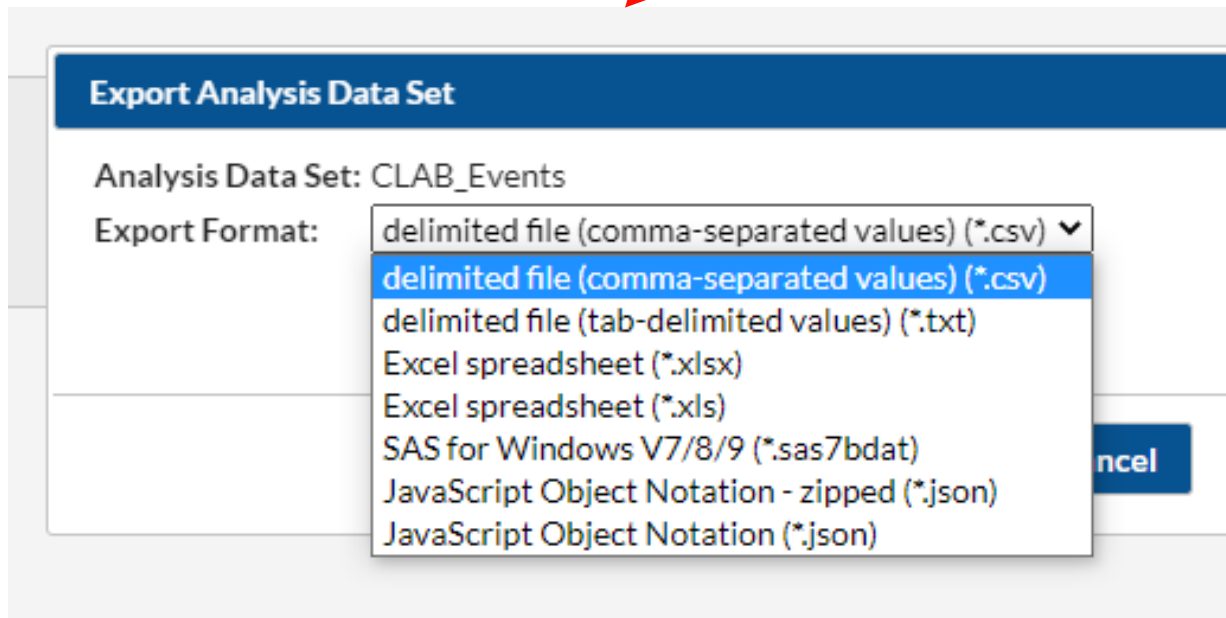 Export Analysis Data Set
Analysis Data Set: CLAB_Events
Export Format: delimited file (comma-separated values) (*.csv)
delimited file (comma-separated values) (*.csv)
delimited file (tab-delimited values) (*.txt)
Excel spreadsheet (*.xlsx)
Excel spreadsheet (*.xls)
SAS for Windows V7/8/9 (*.sas7bdat)
ncel
JavaScript Object Notation - zipped (*.json)
JavaScript Object Notation (*.json)